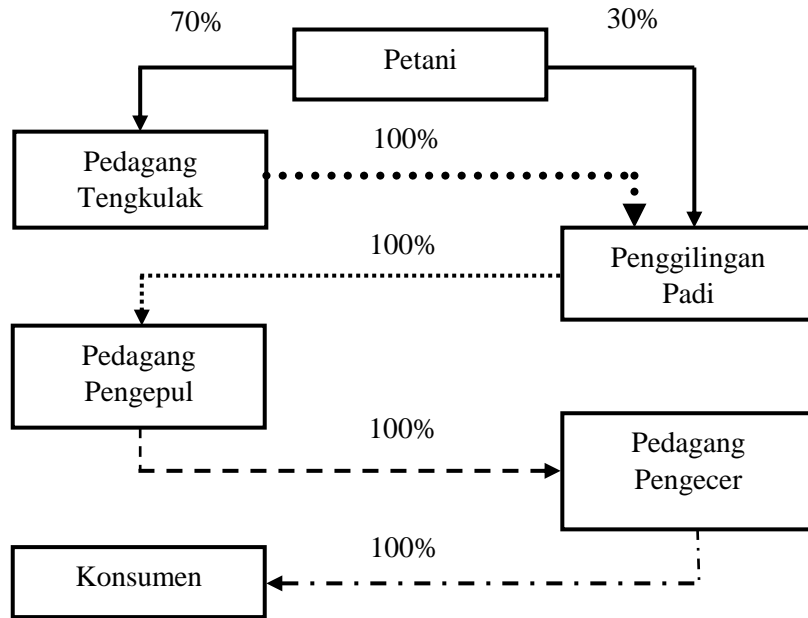 70%
Petani
30%
Pedagang
Tengkulak
100%
Penggilingan
Padi
100%
Pedagang
Pengepul
100%
Pedagang
Pengecer
100%
Konsumen